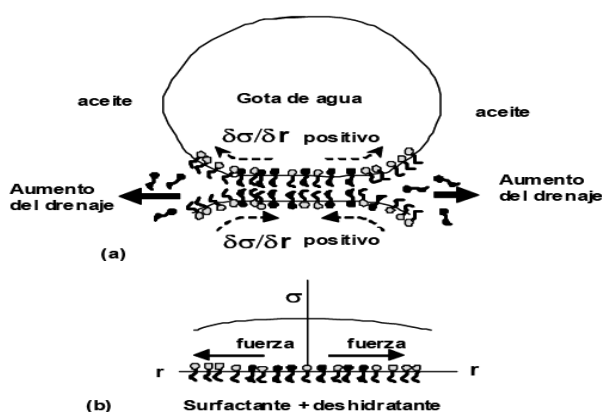 aceite
Gota de agua
aceite
δσ/δr positivo
Aumento
del drenaje
Aumento
del drenaje
δσ/δr positivo
(a)
σ
fuerza
fuerza
r
r
(b) Surfactante + deshidratante